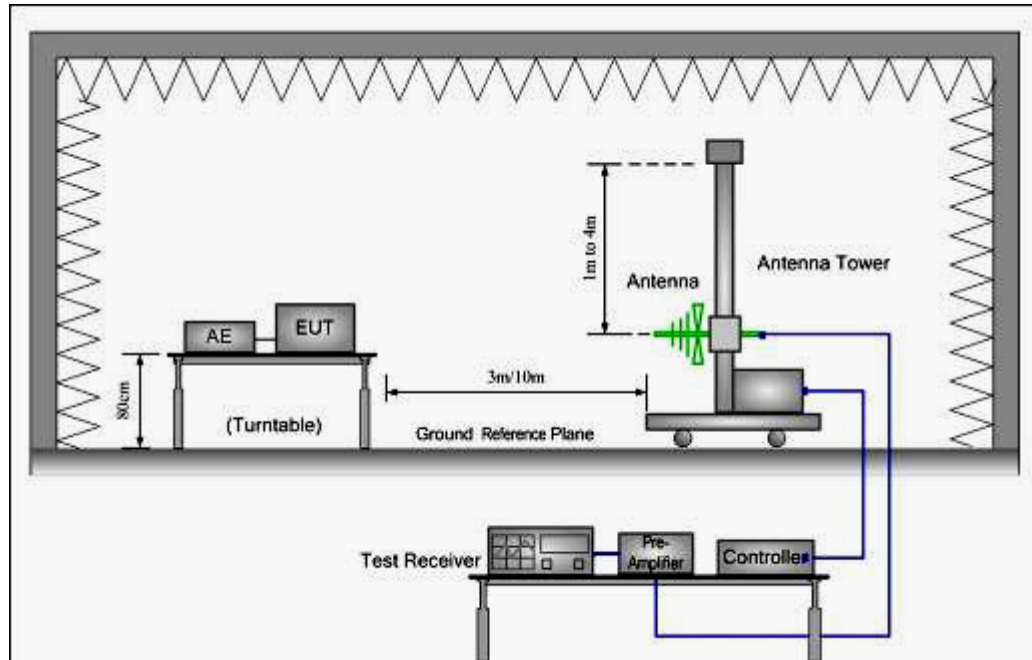 1m to 4m
Antenna
Antenna Tower
AE
EUT
80cm
(Turntable)
3m/10m
Ground Reference Plane
Test Receiver
Pre-
Amplifier
Controller